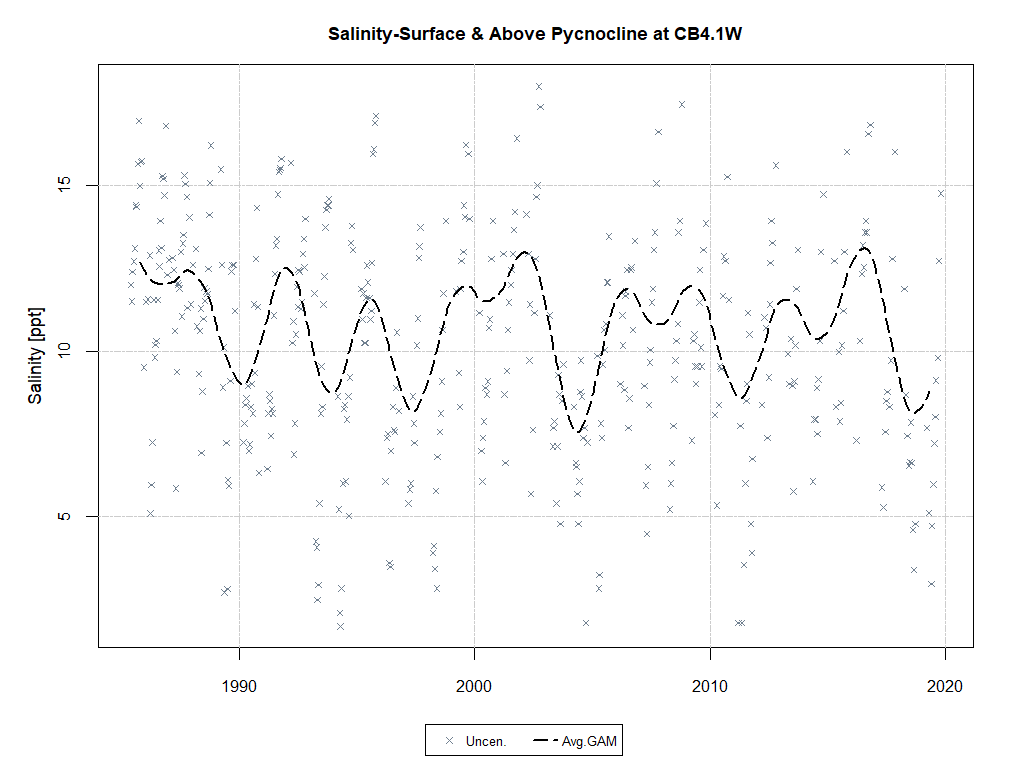 Salinity-Surface & Above Pycnocline at CB4.1W
Salinity [ppt]
15
10
5
1990 2000 2010 2020
Uncen. Avg.GAM